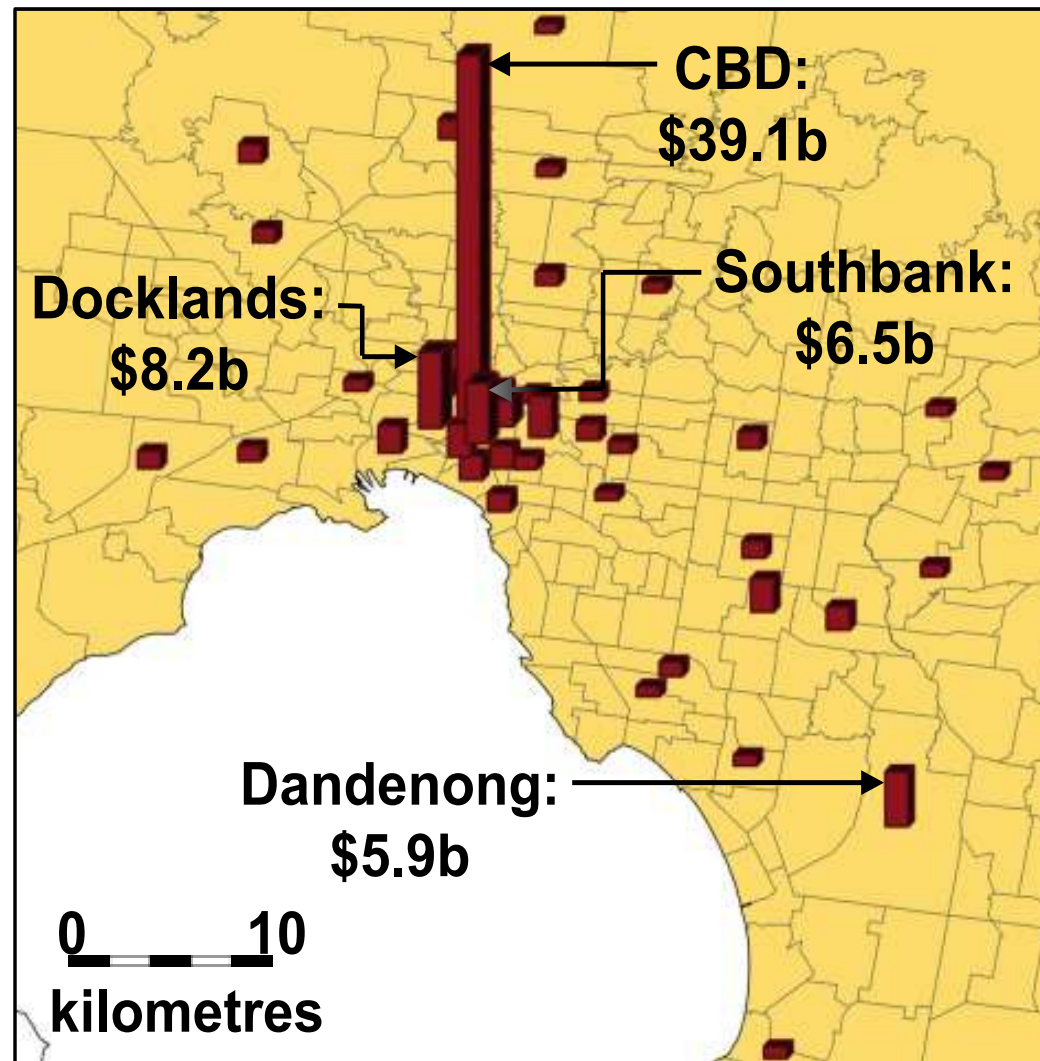 CBD:
$39.1b
Southbank:
$6.5b
Docklands:
$8.2b
Dandenong:
$5.9b
0 10
kilometres